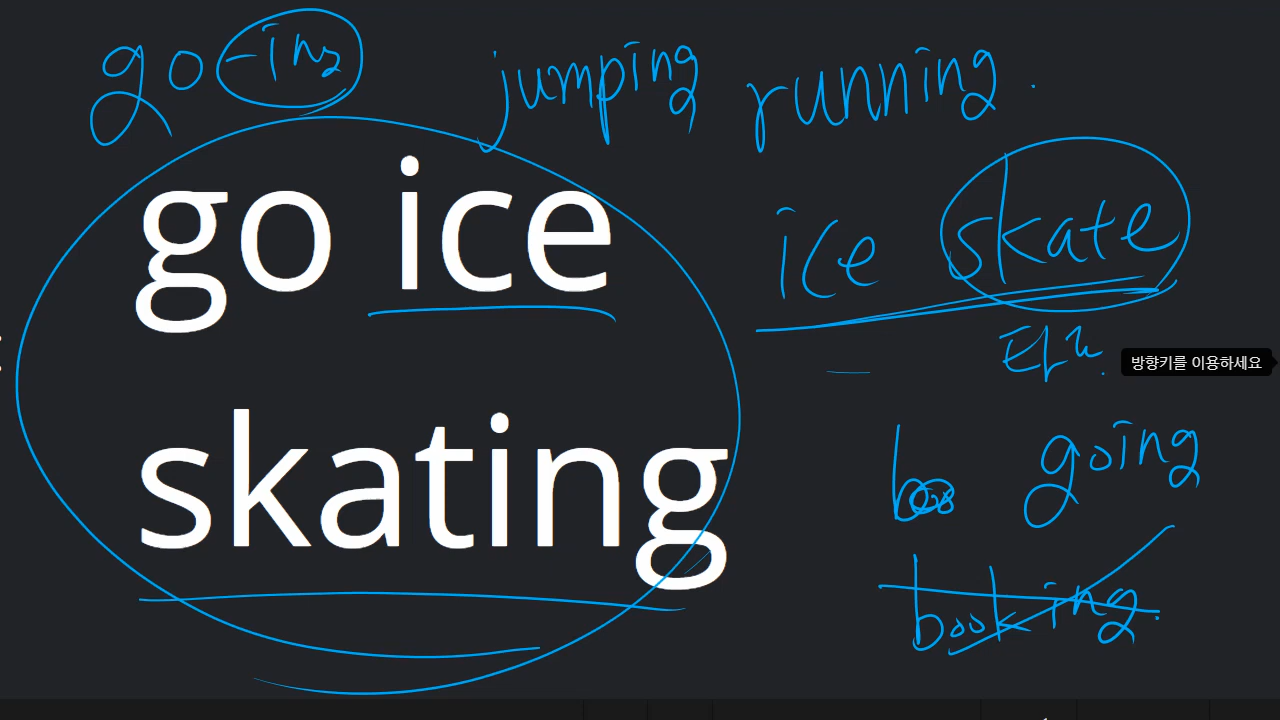 go -ing jumping running.
go ice
ice skate
타다.
방향키를 이용하세요
skating
going
booking.